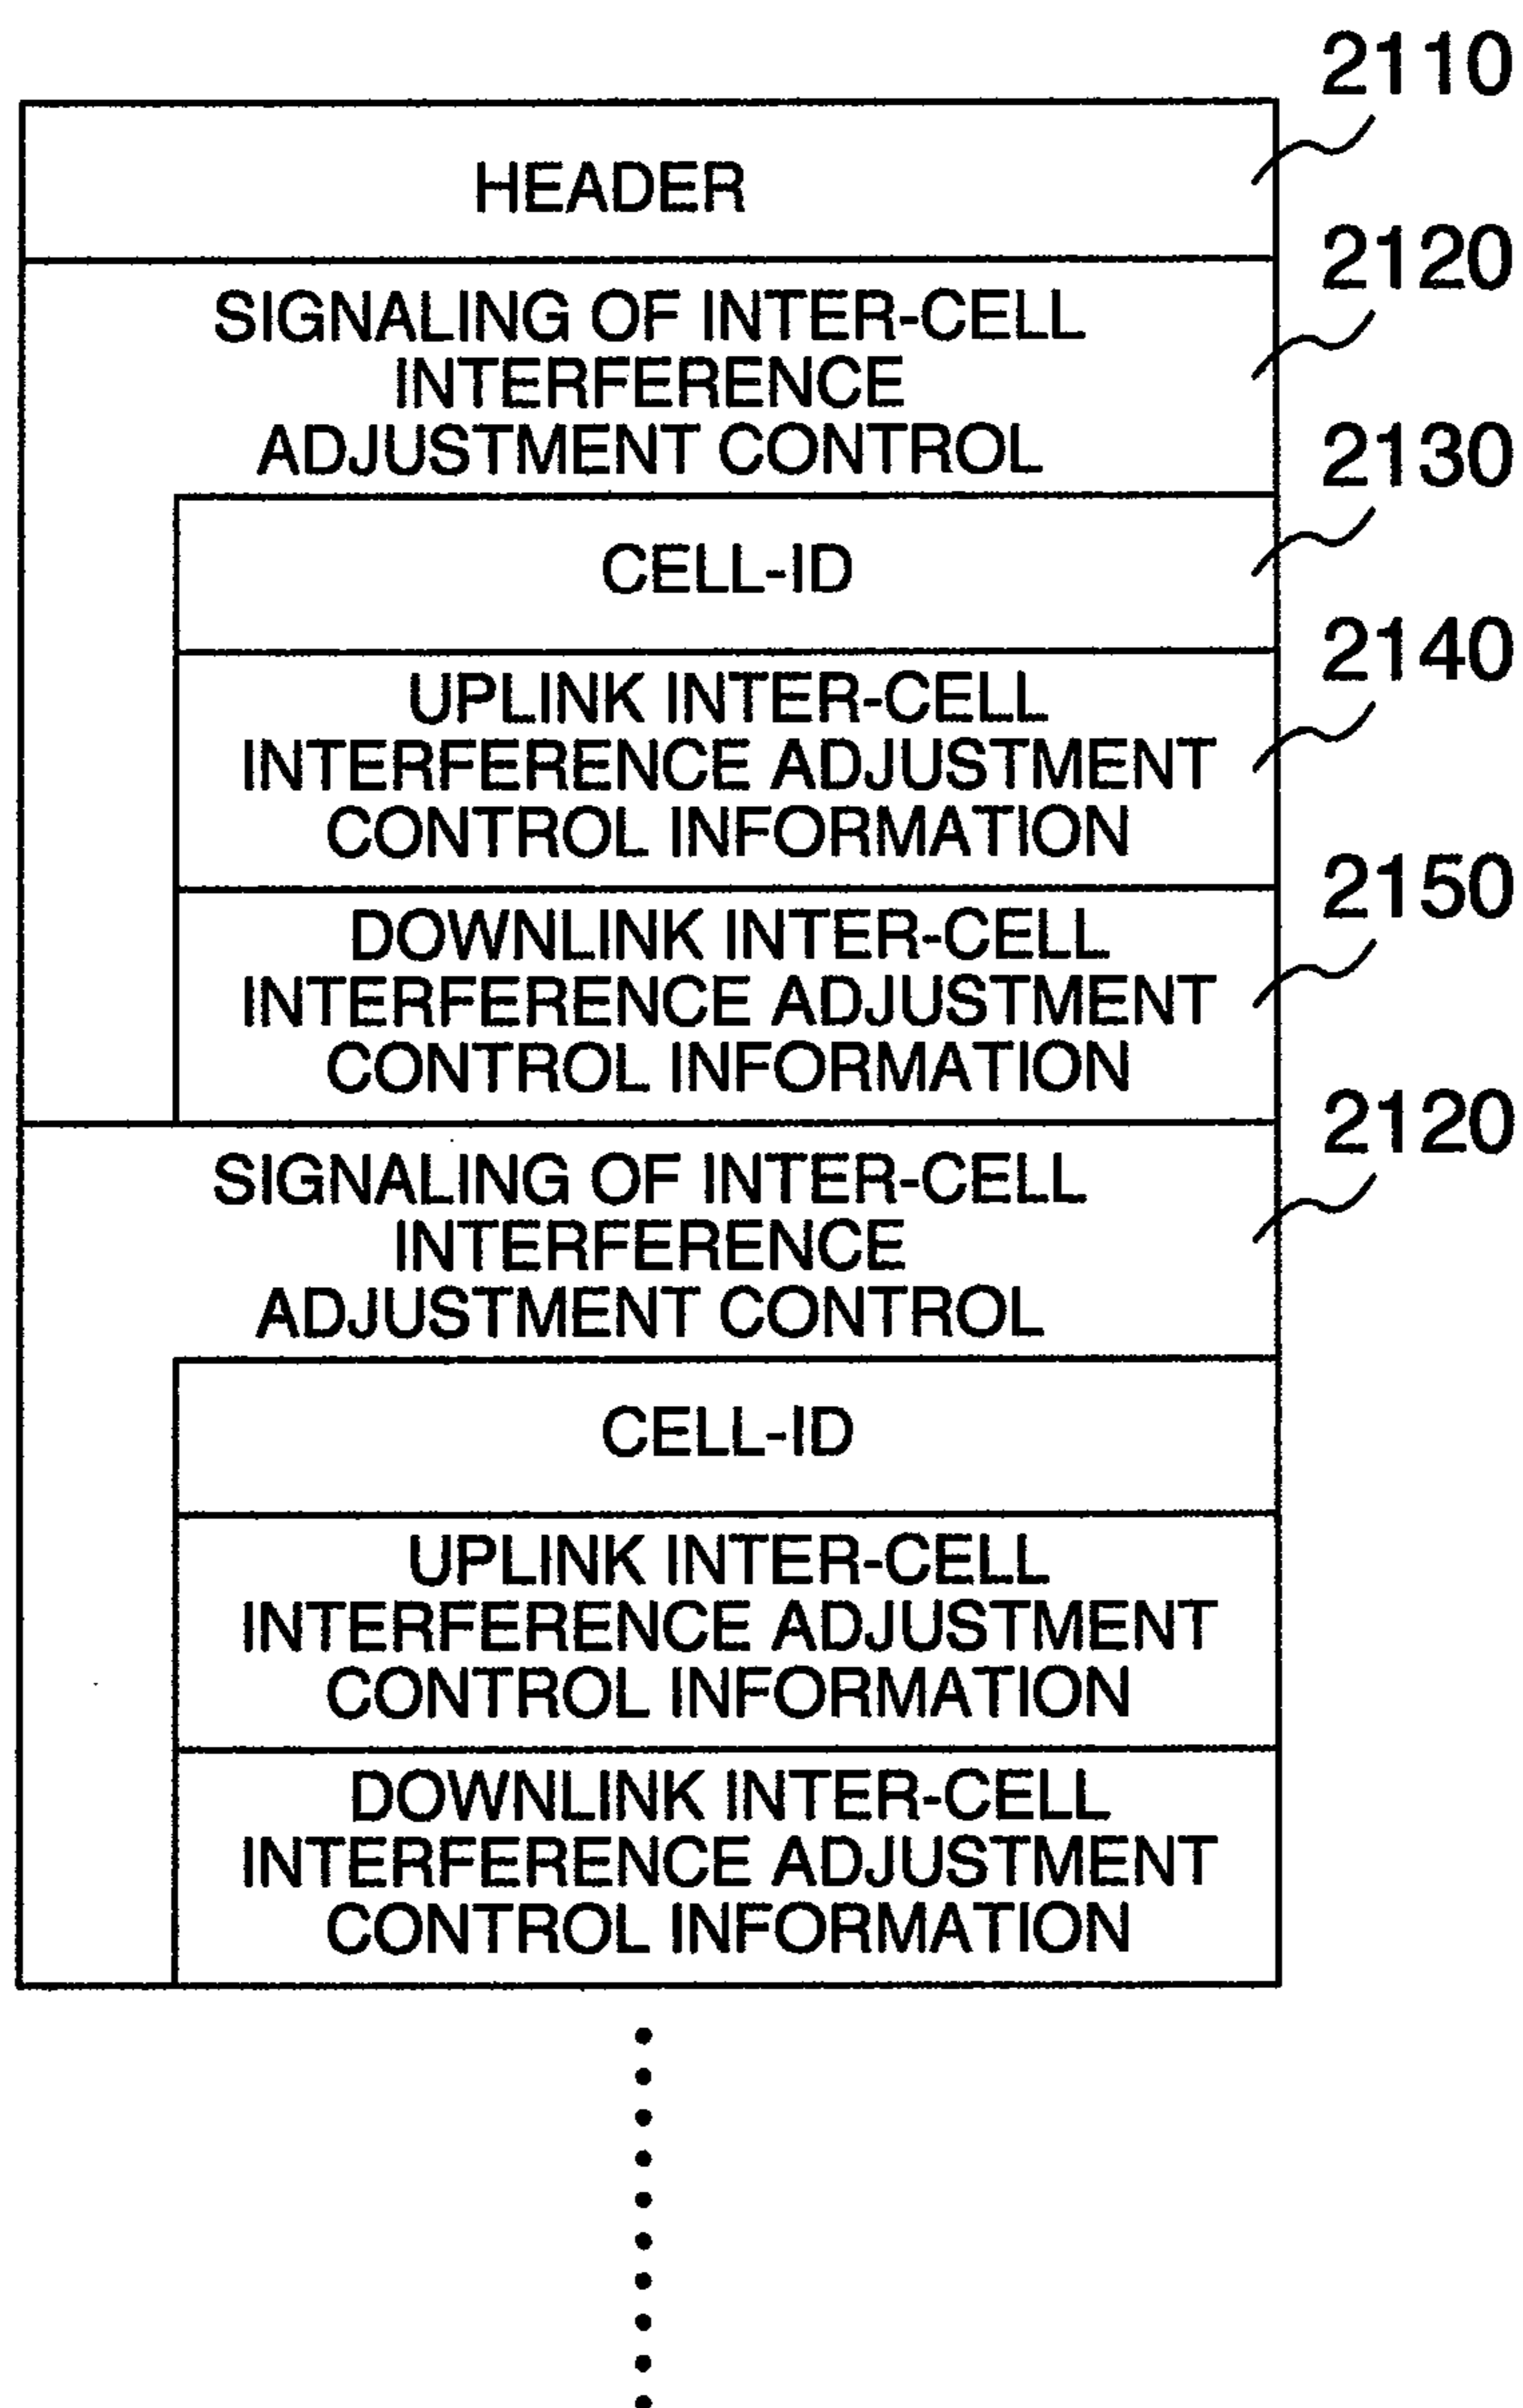 2110
HEADER
2120
SIGNALING OF INTER-CELL
INTERFERENCE
ADJUSTMENT CONTROL
2130
CELL-ID
2140
UPLINK INTER-CELL
INTERFERENCE ADJUSTMENT
CONTROL INFORMATION
2150
DOWNLINK INTER-CELL
INTERFERENCE ADJUSTMENT
CONTROL INFORMATION
2120
SIGNALING OF INTER-CELL
INTERFERENCE
ADJUSTMENT CONTROL
CELL-ID
UPLINK INTER-CELL
INTERFERENCE ADJUSTMENT
CONTROL INFORMATION
DOWNLINK INTER-CELL
INTERFERENCE ADJUSTMENT
CONTROL INFORMATION